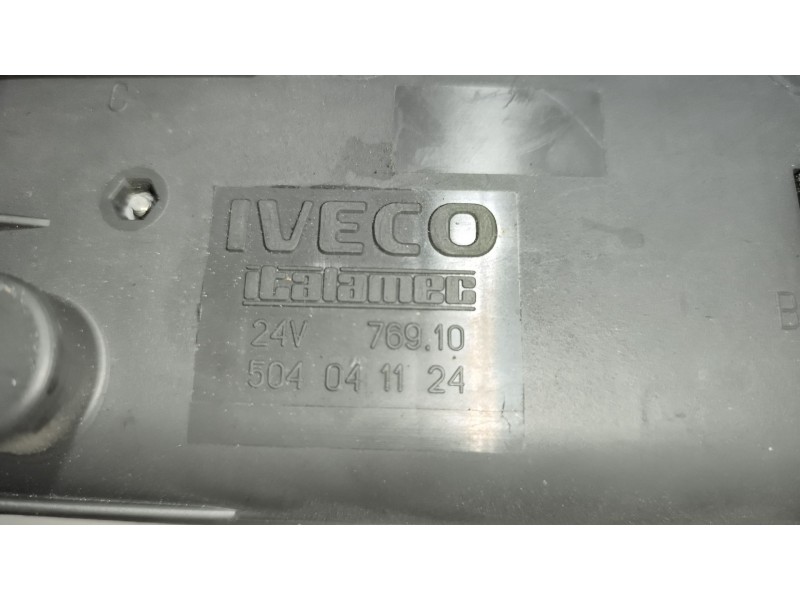 C
IVECO
italamec
24V 769.10
504 04 11 24
B